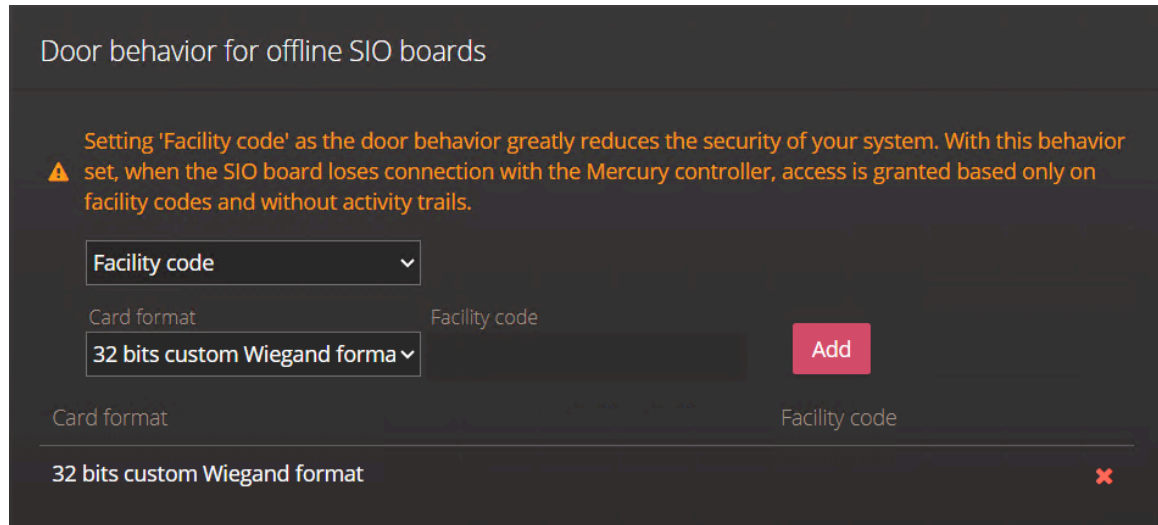 Door behavior for offline SIO boards
Setting 'Facility code' as the door behavior greatly reduces the security of your system. With this behavior
set, when the SIO board loses connection with the Mercury controller, access is granted based only on
facility codes and without activity trails.
Facility code
Card format Facility code
32 bits custom Wiegand forma Add
Card format Facility code
32 bits custom Wiegand format